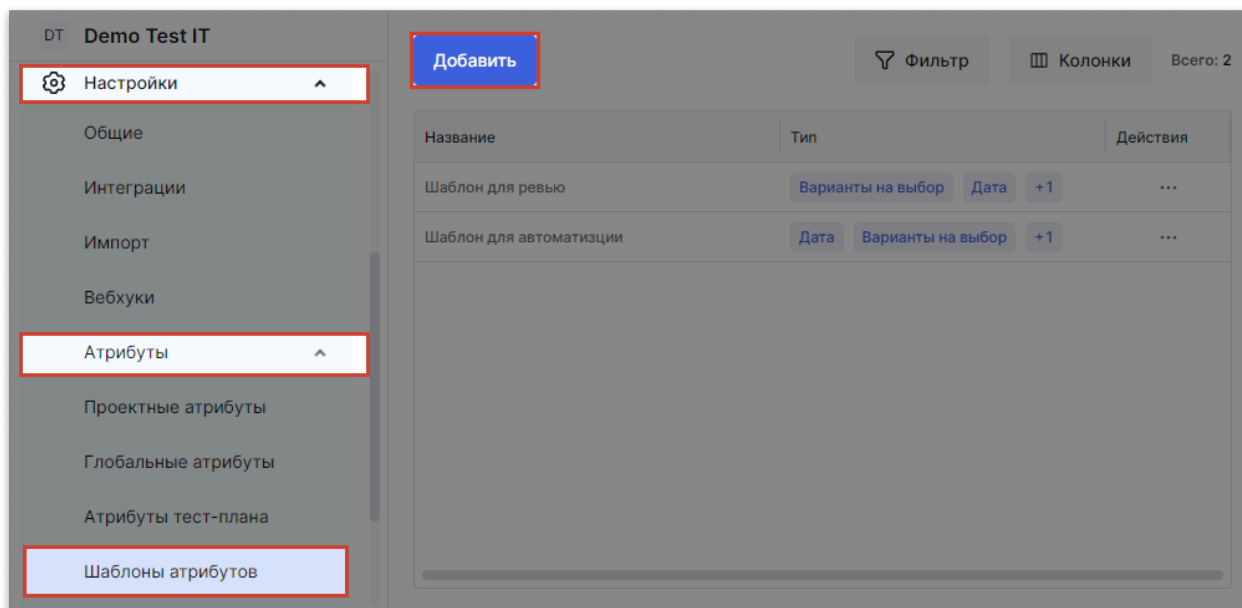 DT Demo Test IT
Настройки
Общие
Интеграции
Импорт
Вебхуки
Атрибуты
Проектные атрибуты
Глобальные атрибуты
Атрибуты тест-плана
Шаблоны атрибутов
Добавить
Фильтр
Колонки
Всего: 2
Название Тип Действия
Шаблон для ревью Варианты на выбор Дата +1 ...
Шаблон для автоматизции Дата Варианты на выбор +1 ...